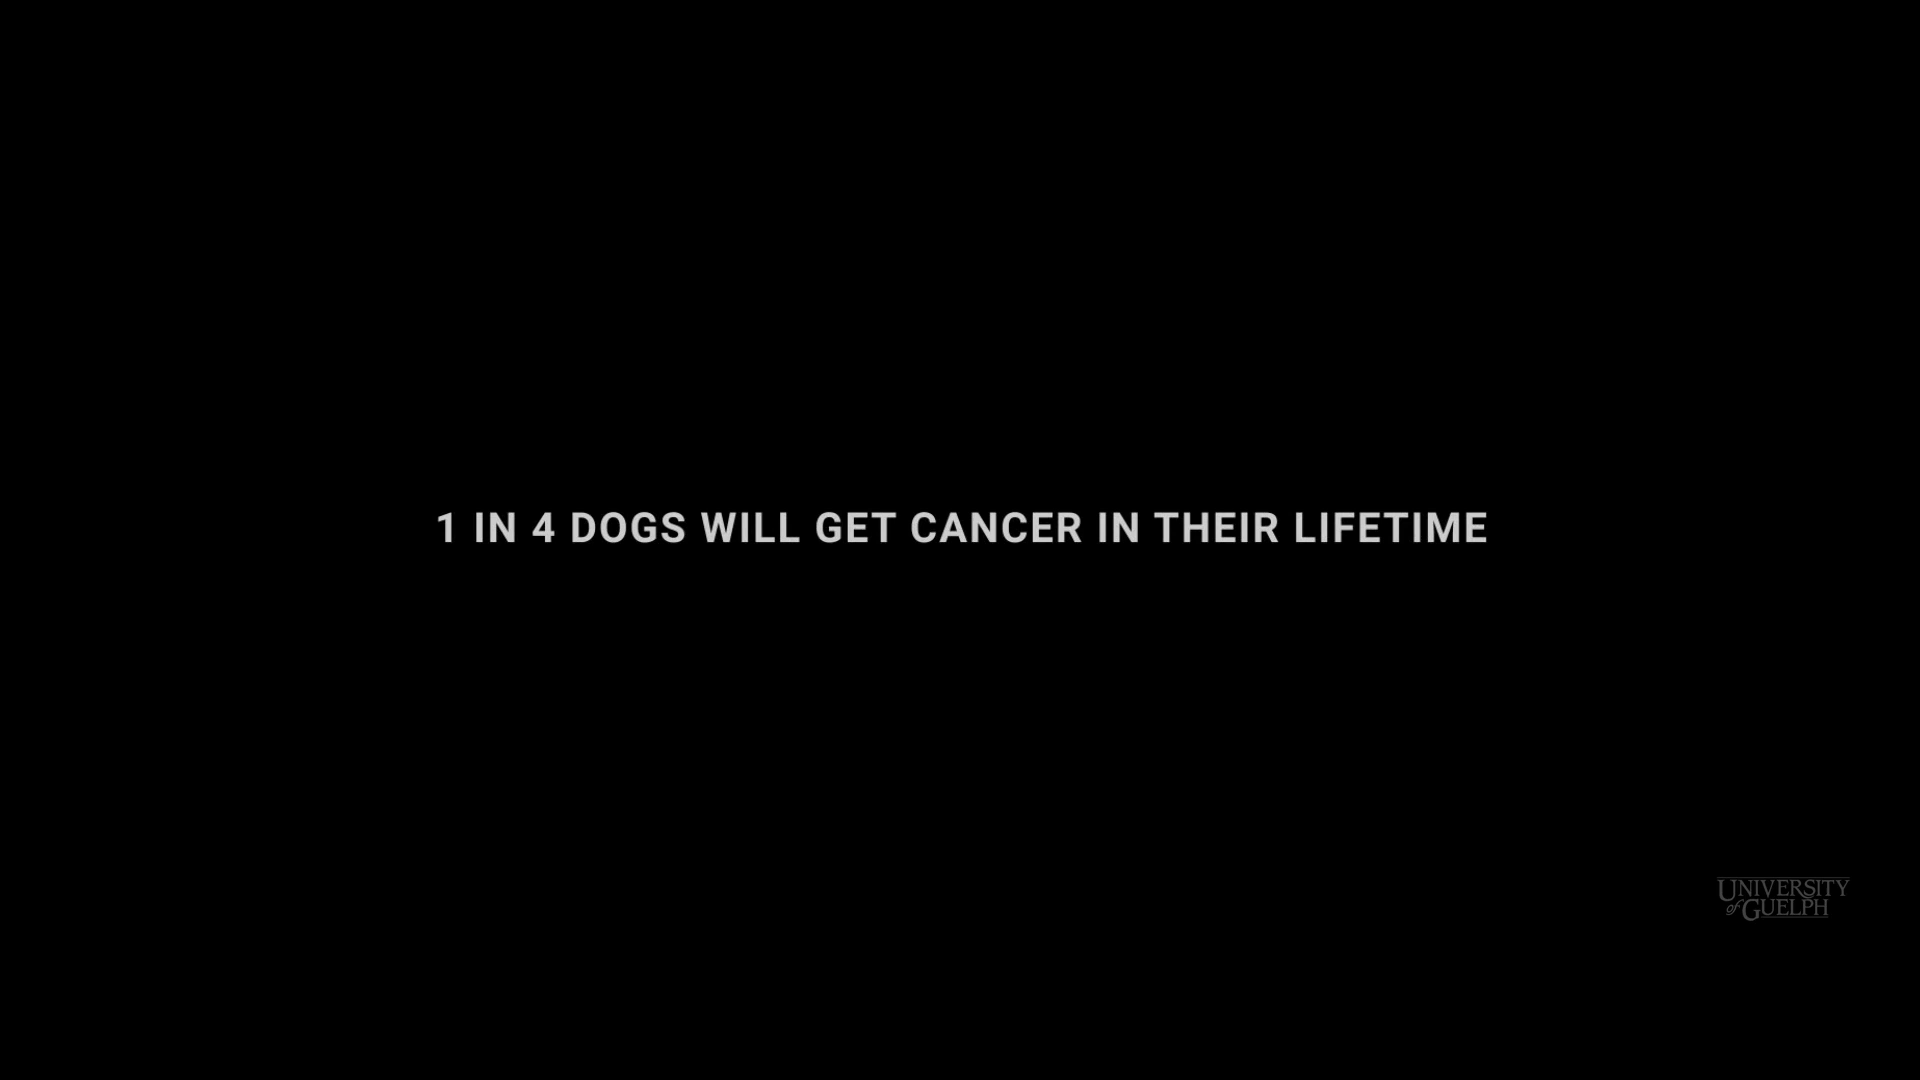 1 IN 4 DOGS WILL GET CANCER IN THEIR LIFETIME
UNIVERSITY
of GUELPH